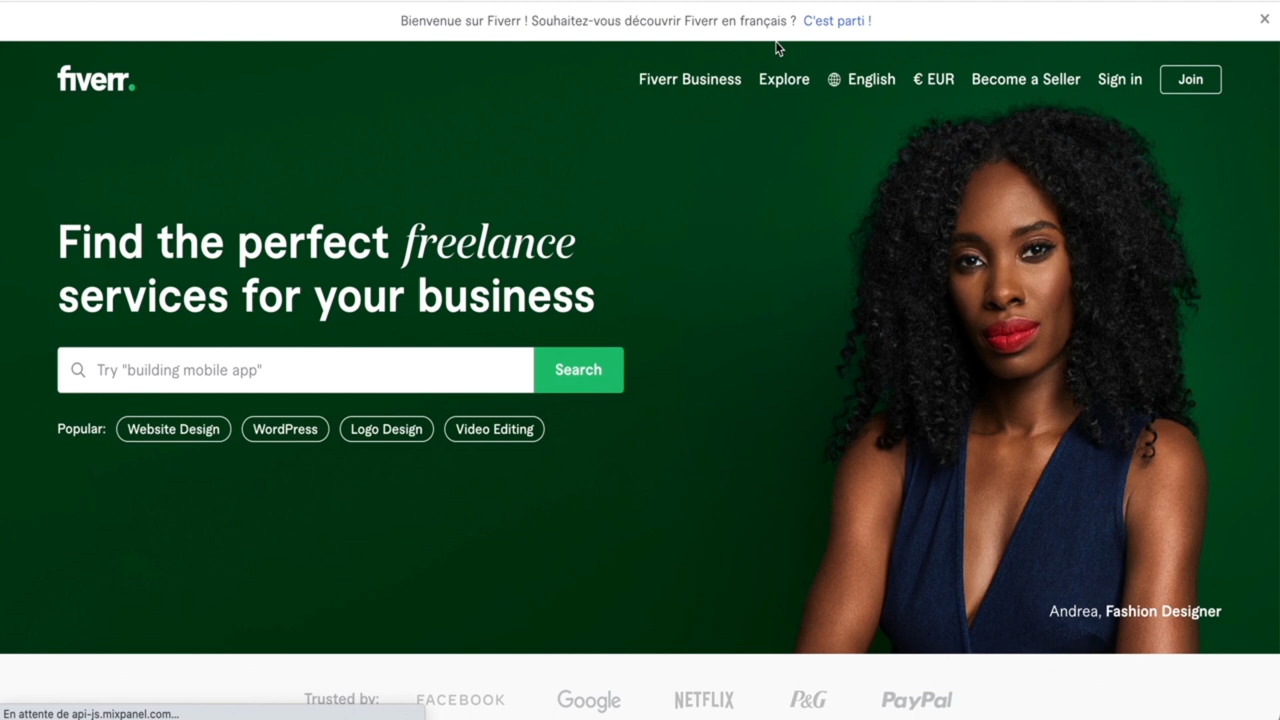 Bienvenue sur Fiverr ! Souhaitez-vous découvrir Fiverr en français ? C'est parti !
fiverr.
Fiverr Business Explore English € EUR Become a Seller Sign in Join
Find the perfect freelance
services for your business
Try "building mobile app" Search
Popular: Website Design WordPress Logo Design Video Editing
Andrea, Fashion Designer
Trusted by: FACEBOOK Google NETFLIX P&G PayPal
En attente de api-js.mixpanel.com...